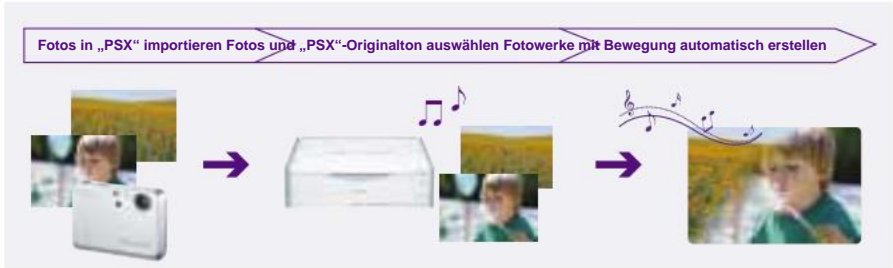 Fotos in „PSX“ importieren Fotos und „PSX“-Originalton auswählen Fotowerke mit Bewegung automatisch erstellen